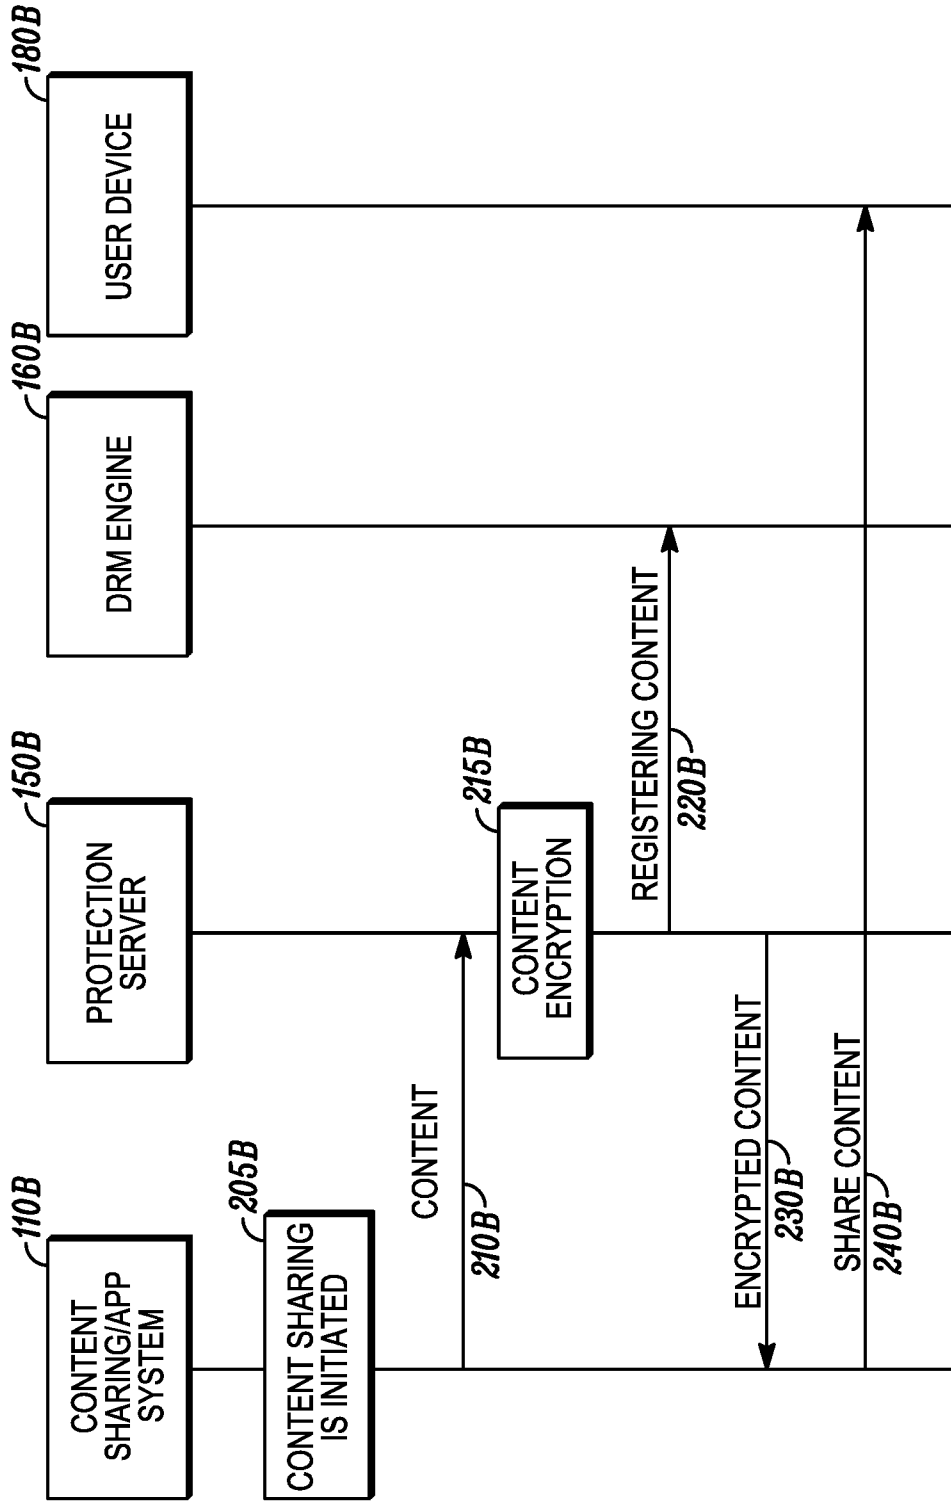 CONTENT
SHARING/APP
SYSTEM
110B
PROTECTION
SERVER
150B
DRM ENGINE
160B
USER DEVICE
180B
CONTENT SHARING
IS INITIATED
205B
CONTENT
210B
CONTENT
ENCRYPTION
215B
REGISTERING CONTENT
220B
ENCRYPTED CONTENT
230B
SHARE CONTENT
240B